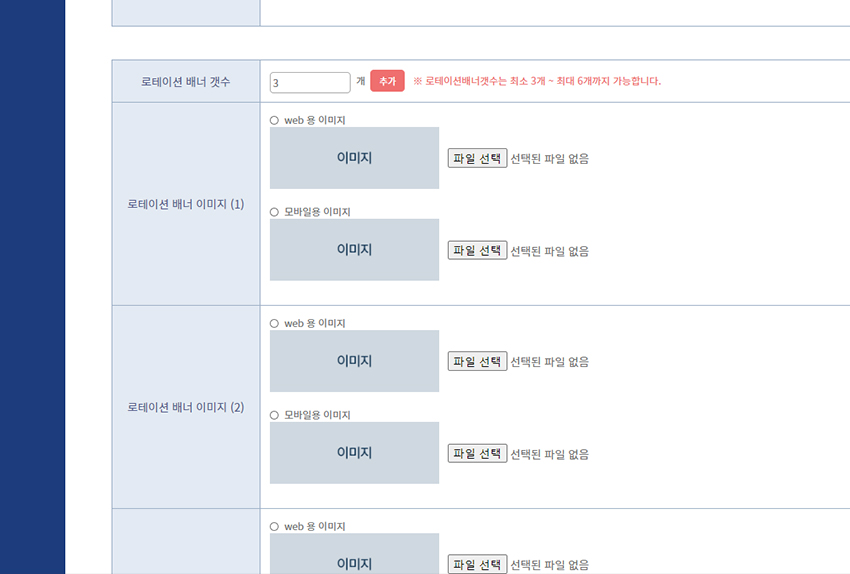 로테이션 배너 갯수
3 개 추가 ※ 로테이션배너갯수는 최소 3개 ~ 최대 6개까지 가능합니다.
로테이션 배너 이미지 (1)
web 용 이미지
이미지
파일 선택 선택된 파일 없음
모바일용 이미지
이미지
파일 선택 선택된 파일 없음
로테이션 배너 이미지 (2)
web 용 이미지
이미지
파일 선택 선택된 파일 없음
모바일용 이미지
이미지
파일 선택 선택된 파일 없음
web 용 이미지
이미지
파일 선택 선택된 파일 없음